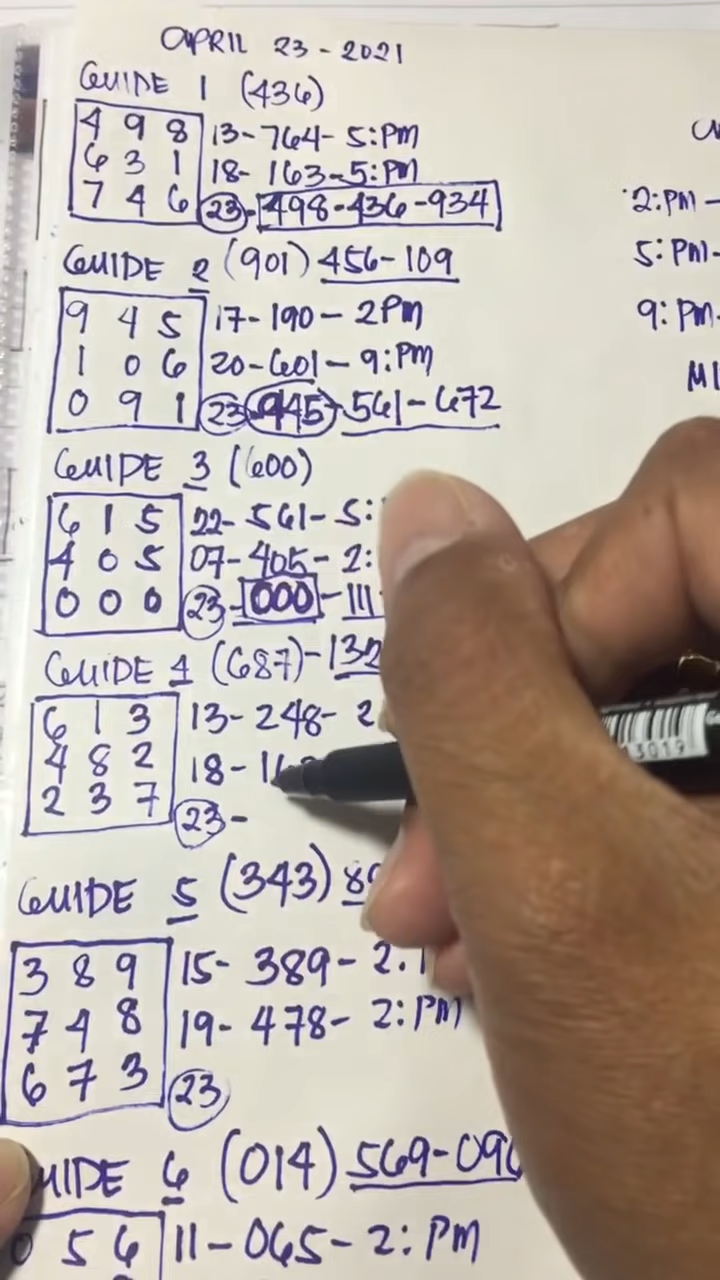 APRIL 23-2021
GUIDE 1 (436)
4 9 8 13-764-5:PM
6 3 1 18-163-5:PM
7 4 6 23-498-436-934
GUIDE 2 (901) 456-109
9 4 5 17-190-2PM
1 0 6 20-601-9:PM
0 9 1 23-945-561-672
GUIDE 3 (600)
6 1 5 22-561-5:
4 0 5 07-405-2:
0 0 0 23-000-111
GUIDE 4 (687)-132
6 1 3 13-248-2
4 8 2 18-
2 3 7 23-
GUIDE 5 (343)
3 8 9 15-389-2:
7 4 8 19-478-2:PM
6 7 3 23
GUIDE 6 (014) 569-090
0 5 6 11-065-2:PM
2:PM-
5:PM-
9:PM-
13019